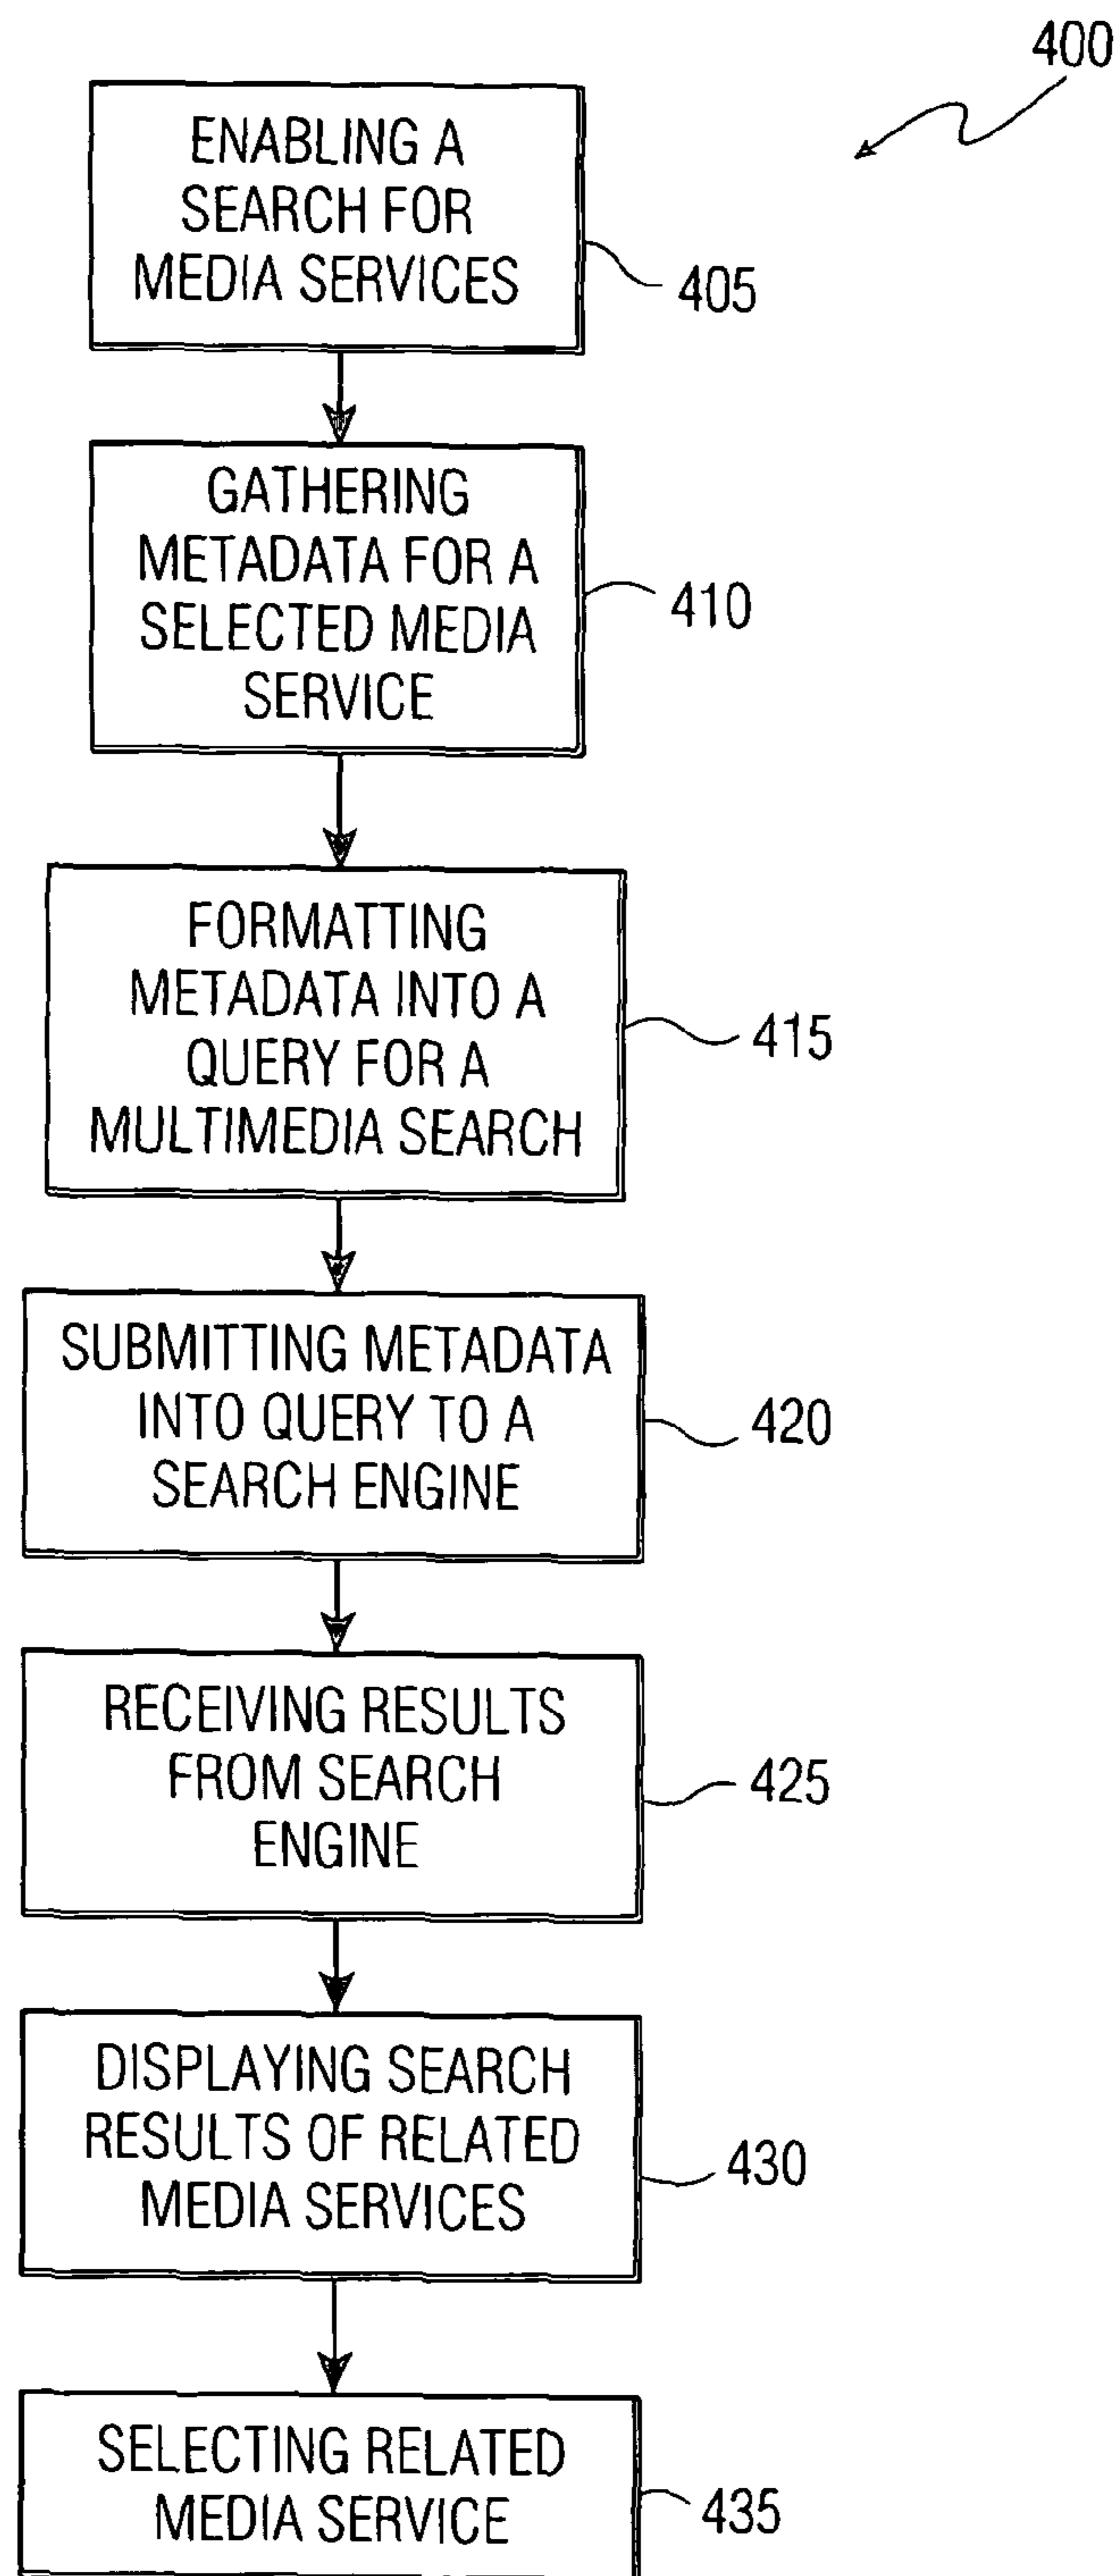 400
ENABLING A
SEARCH FOR
MEDIA SERVICES
405
GATHERING
METADATA FOR A
SELECTED MEDIA
SERVICE
410
FORMATTING
METADATA INTO A
QUERY FOR A
MULTIMEDIA SEARCH
415
SUBMITTING METADATA
INTO QUERY TO A
SEARCH ENGINE
420
RECEIVING RESULTS
FROM SEARCH
ENGINE
425
DISPLAYING SEARCH
RESULTS OF RELATED
MEDIA SERVICES
430
SELECTING RELATED
MEDIA SERVICE
435